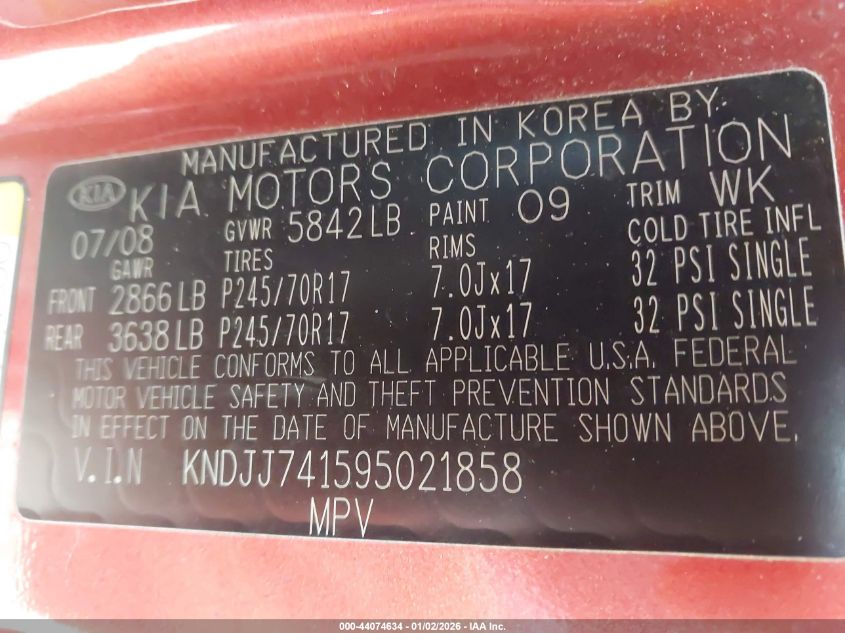 MANUFACTURED IN KOREA BY:
KIA KIA MOTORS CORPORATION
07/08 GVWR 5842LB PAINT 09 TRIM WK
GAWR TIRES RIMS COLD TIRE INFL
FRONT 2866LB P245/70R17 7.0Jx17 32 PSI SINGLE
REAR 3638LB P245/70R17 7.0Jx17 32 PSI SINGLE
THIS VEHICLE CONFORMS TO ALL APPLICABLE U.S.A. FEDERAL
MOTOR VEHICLE SAFETY AND THEFT PREVENTION STANDARDS
IN EFFECT ON THE DATE OF MANUFACTURE SHOWN ABOVE.
V.I.N KNDJJ741595021858
MPV
000-44074634 - 01/02/2026 - IAA Inc.